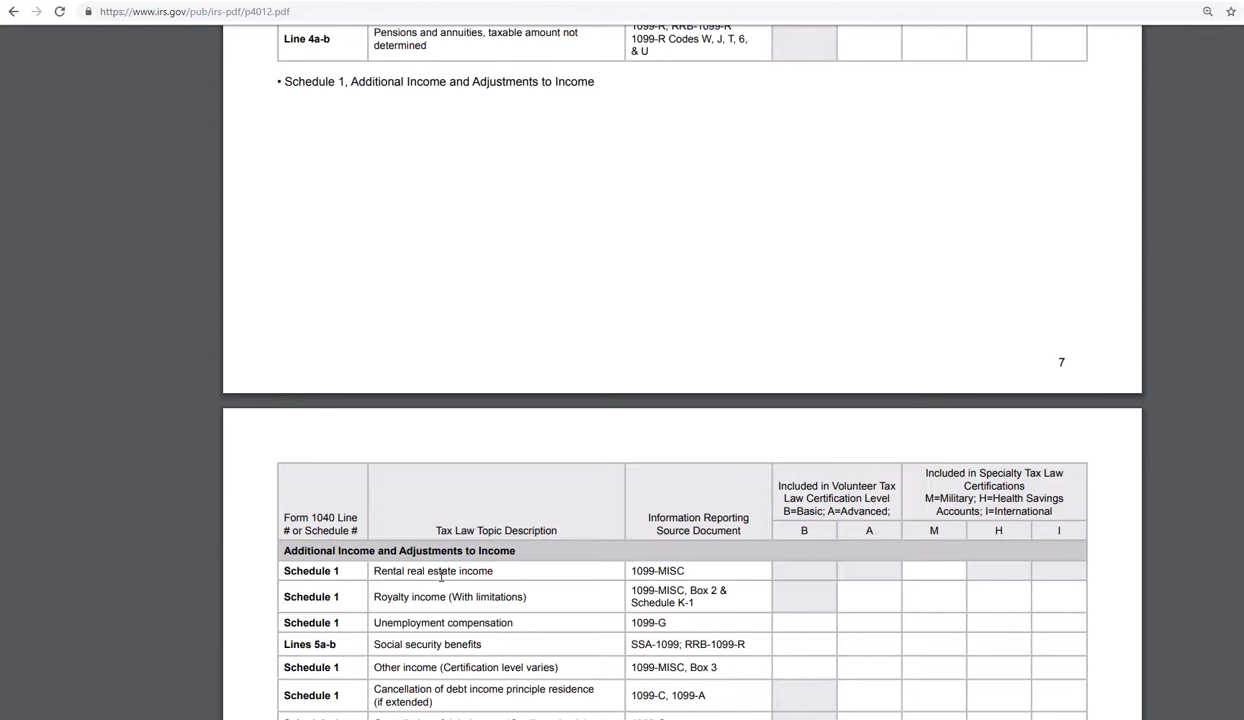 https://www.irs.gov/pub/irs-pdf/p4012.pdf
1099-R, RRB-1099-R
Line 4a-b
Pensions and annuities, taxable amount not
determined
1099-R Codes W, J, T, 6,
& U
• Schedule 1, Additional Income and Adjustments to Income
7
Form 1040 Line
# or Schedule #
Tax Law Topic Description
Information Reporting
Source Document
Included in Volunteer Tax
Law Certification Level
B=Basic; A=Advanced;
Included in Specialty Tax Law
Certifications
M=Military; H=Health Savings
Accounts; I=International
B A M H I
Additional Income and Adjustments to Income
Schedule 1 Rental real estate income 1099-MISC
Schedule 1 Royalty income (With limitations) 1099-MISC, Box 2 &
Schedule K-1
Schedule 1 Unemployment compensation 1099-G
Lines 5a-b Social security benefits SSA-1099; RRB-1099-R
Schedule 1 Other income (Certification level varies) 1099-MISC, Box 3
Schedule 1 Cancellation of debt income principle residence
(if extended)
1099-C, 1099-A